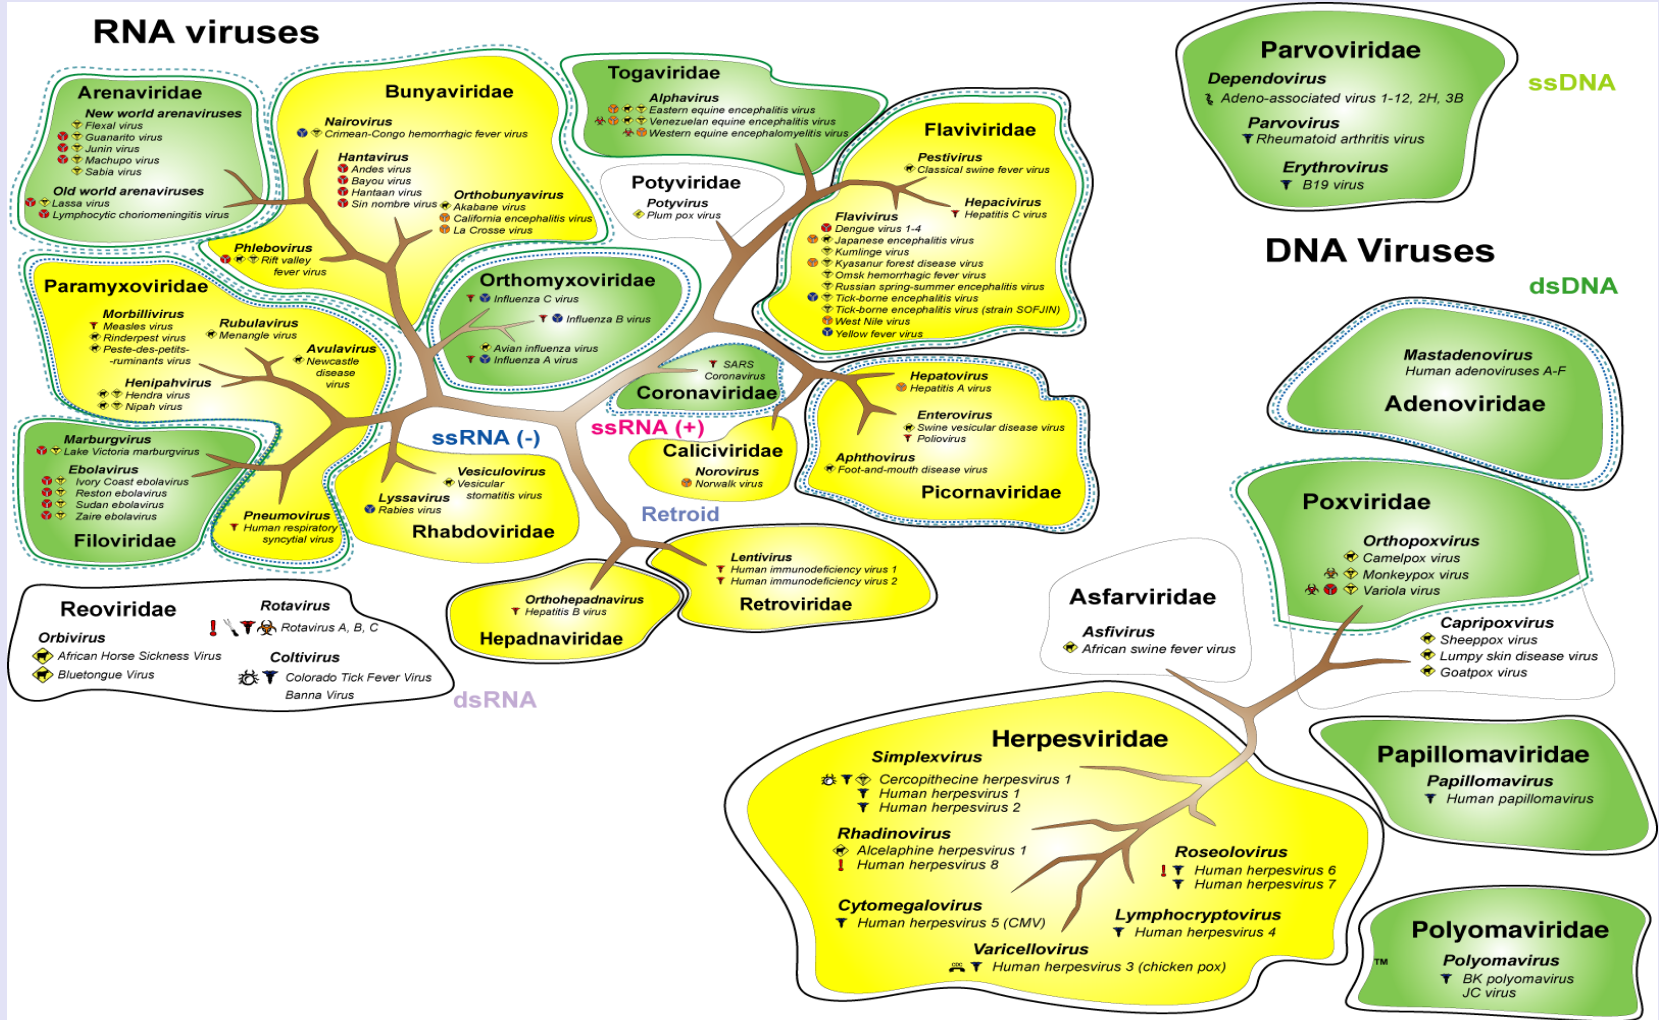 RNA viruses
Arenaviridae
New world arenaviruses
Flexal virus
Guanarito virus
Junin virus
Machupo virus
Sabia virus
Old world arenaviruses
Lassa virus
Lymphocytic choriomeningitis virus
Bunyaviridae
Nairovirus
Crimean-Congo hemorrhagic fever virus
Hantavirus
Andes virus
Bayou virus
Hantaan virus
Sin nombre virus
Orthobunyavirus
Akabane virus
California encephalitis virus
La Crosse virus
Phlebovirus
Rift valley
fever virus
Togaviridae
Alphavirus
Eastern equine encephalitis virus
Venezuelan equine encephalitis virus
Western equine encephalomyelitis virus
Potyviridae
Potyvirus
Plum pox virus
Flaviviridae
Pestivirus
Classical swine fever virus
Hepacivirus
Hepatitis C virus
Flavivirus
Dengue virus 1-4
Japanese encephalitis virus
Kumlinge virus
Kyasanur forest disease virus
Omsk hemorrhagic fever virus
Russian spring-summer encephalitis virus
Tick-borne encephalitis virus
Tick-borne encephalitis virus (strain SOFJIN)
West Nile virus
Yellow fever virus
Paramyxoviridae
Morbillivirus
Measles virus
Rinderpest virus
Peste-des-petits-
-ruminants virus
Rubulavirus
Menangle virus
Avulavirus
Newcastle
disease
virus
Henipahvirus
Hendra virus
Nipah virus
Pneumovirus
Human respiratory
syncytial virus
Orthomyxoviridae
Influenza C virus
Influenza B virus
Avian influenza virus
Influenza A virus
SARS
Coronavirus
Coronaviridae
ssRNA (-)
ssRNA (+)
Marburgvirus
Lake Victoria marburgvirus
Ebolavirus
Ivory Coast ebolavirus
Reston ebolavirus
Sudan ebolavirus
Zaire ebolavirus
Filoviridae
Vesiculovirus
Vesicular
stomatitis virus
Lyssavirus
Rabies virus
Rhabdoviridae
Caliciviridae
Norovirus
Norwalk virus
Hepatovirus
Hepatitis A virus
Enterovirus
Swine vesicular disease virus
Poliovirus
Aphthovirus
Foot-and-mouth disease virus
Picornaviridae
Retroid
Lentivirus
Human immunodeficiency virus 1
Human immunodeficiency virus 2
Retroviridae
Orthohepadnavirus
Hepatitis B virus
Hepadnaviridae
Reoviridae
Rotavirus
Rotavirus A, B, C
Orbivirus
African Horse Sickness Virus
Bluetongue Virus
Coltivirus
Colorado Tick Fever Virus
Banna Virus
dsRNA
Parvoviridae
Dependovirus
Adeno-associated virus 1-12, 2H, 3B
Parvovirus
Rheumatoid arthritis virus
Erythrovirus
B19 virus
ssDNA
DNA Viruses
dsDNA
Mastadenovirus
Human adenoviruses A-F
Adenoviridae
Poxviridae
Orthopoxvirus
Camelpox virus
Monkeypox virus
Variola virus
Capripoxvirus
Sheeppox virus
Lumpy skin disease virus
Goatpox virus
Asfarviridae
Asfivirus
African swine fever virus
Herpesviridae
Simplexvirus
Cercopithecine herpesvirus 1
Human herpesvirus 1
Human herpesvirus 2
Rhadinovirus
Alcelaphine herpesvirus 1
Human herpesvirus 8
Roseolovirus
Human herpesvirus 6
Human herpesvirus 7
Cytomegalovirus
Human herpesvirus 5 (CMV)
Lymphocryptovirus
Human herpesvirus 4
Varicellovirus
Human herpesvirus 3 (chicken pox)
Papillomaviridae
Papillomavirus
Human papillomavirus
Polyomaviridae
TM
Polyomavirus
BK polyomavirus
JC virus